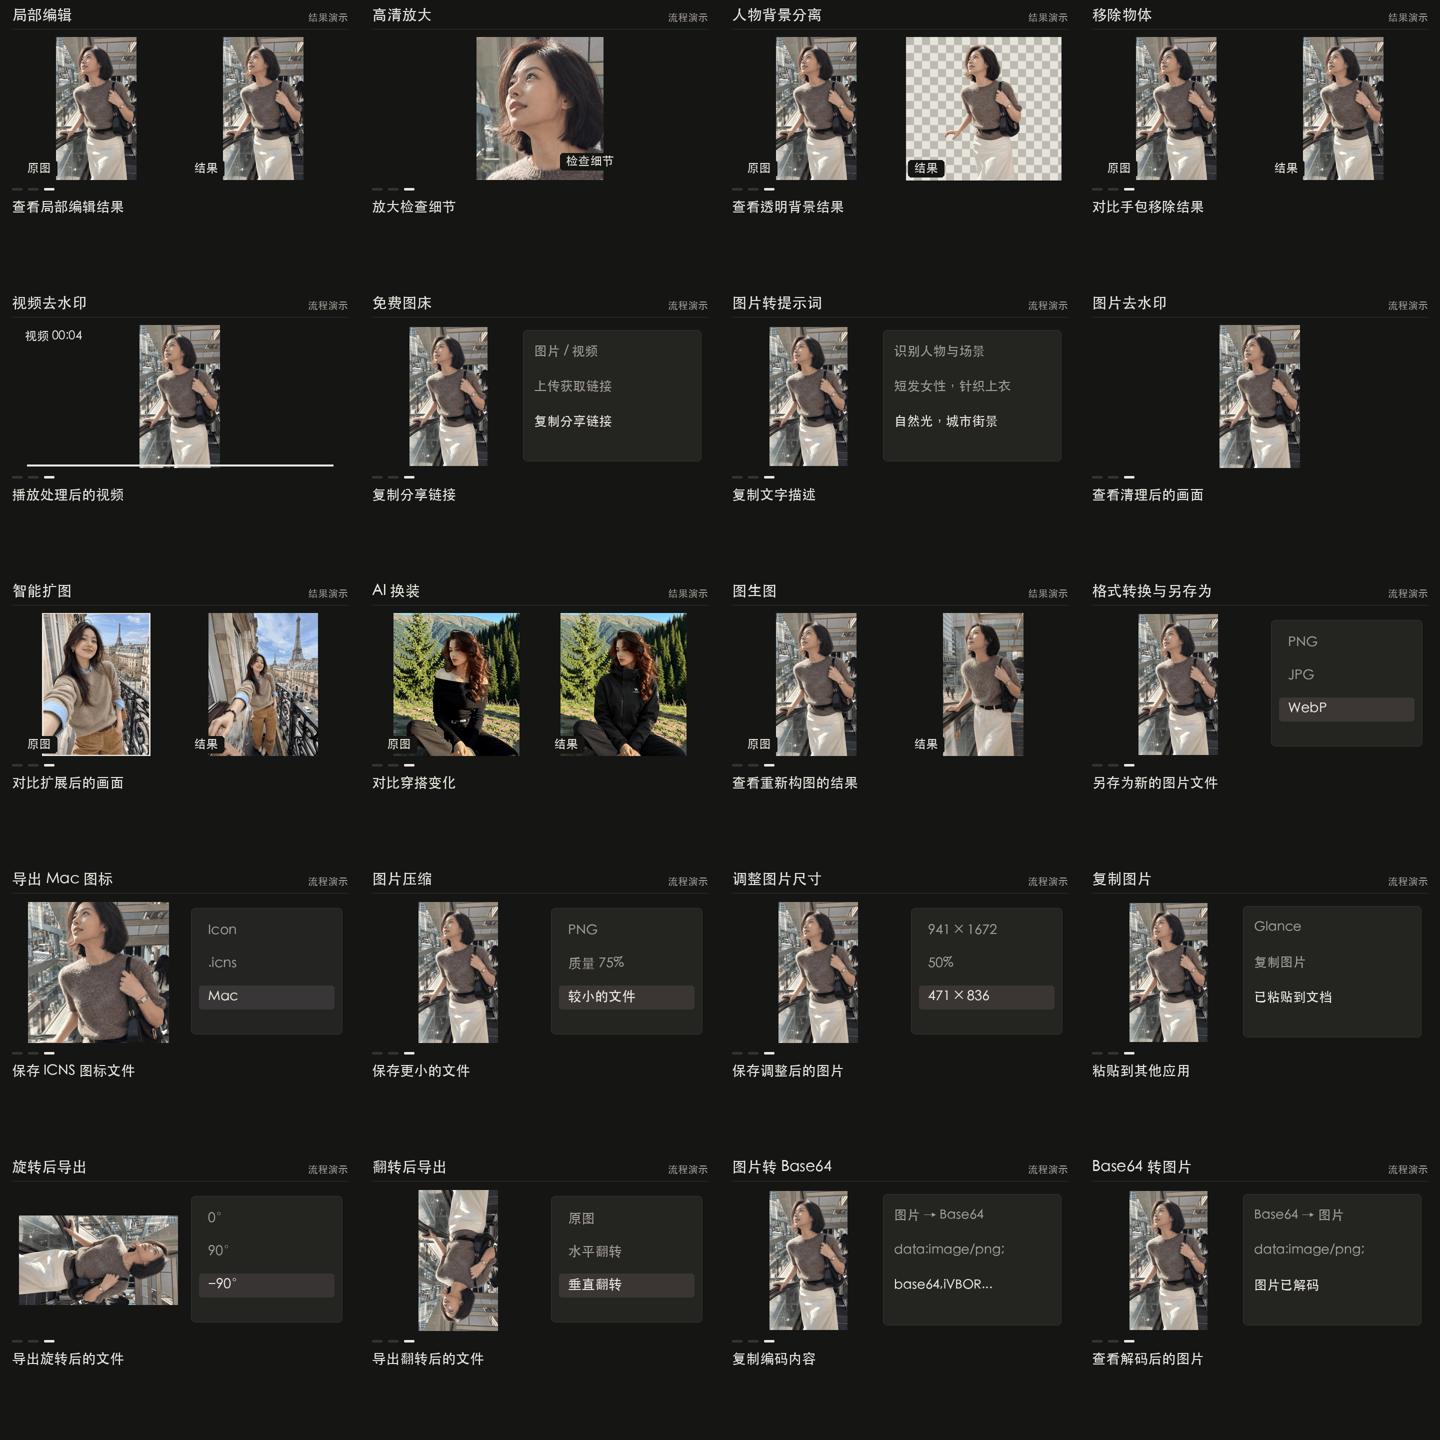 局部编辑
结果演示
原图
结果
查看局部编辑结果
高清放大
流程演示
检查细节
放大检查细节
人物背景分离
结果演示
原图
结果
查看透明背景结果
移除物体
结果演示
原图
结果
对比手包移除结果
视频去水印
流程演示
视频 00:04
播放处理后的视频
免费图床
流程演示
图片 / 视频
上传获取链接
复制分享链接
复制分享链接
图片转提示词
流程演示
识别人物与场景
短发女性，针织上衣
自然光，城市街景
复制文字描述
图片去水印
流程演示
查看清理后的画面
智能扩图
结果演示
原图
结果
对比扩展后的画面
AI 换装
结果演示
原图
结果
对比穿搭变化
图生图
结果演示
原图
结果
查看重新构图的结果
格式转换与另存为
流程演示
PNG
JPG
WebP
另存为新的图片文件
导出 Mac 图标
流程演示
Icon
.icns
Mac
保存 ICNS 图标文件
图片压缩
流程演示
PNG
质量 75%
较小的文件
保存更小的文件
调整图片尺寸
流程演示
941 × 1672
50%
471 × 836
保存调整后的图片
复制图片
流程演示
Glance
复制图片
已粘贴到文档
粘贴到其他应用
旋转后导出
流程演示
0°
90°
−90°
导出旋转后的文件
翻转后导出
流程演示
原图
水平翻转
垂直翻转
导出翻转后的文件
图片转 Base64
流程演示
图片 → Base64
data:image/png;
base64,iVBOR...
复制编码内容
Base64 转图片
流程演示
Base64 → 图片
data:image/png;
图片已解码
查看解码后的图片